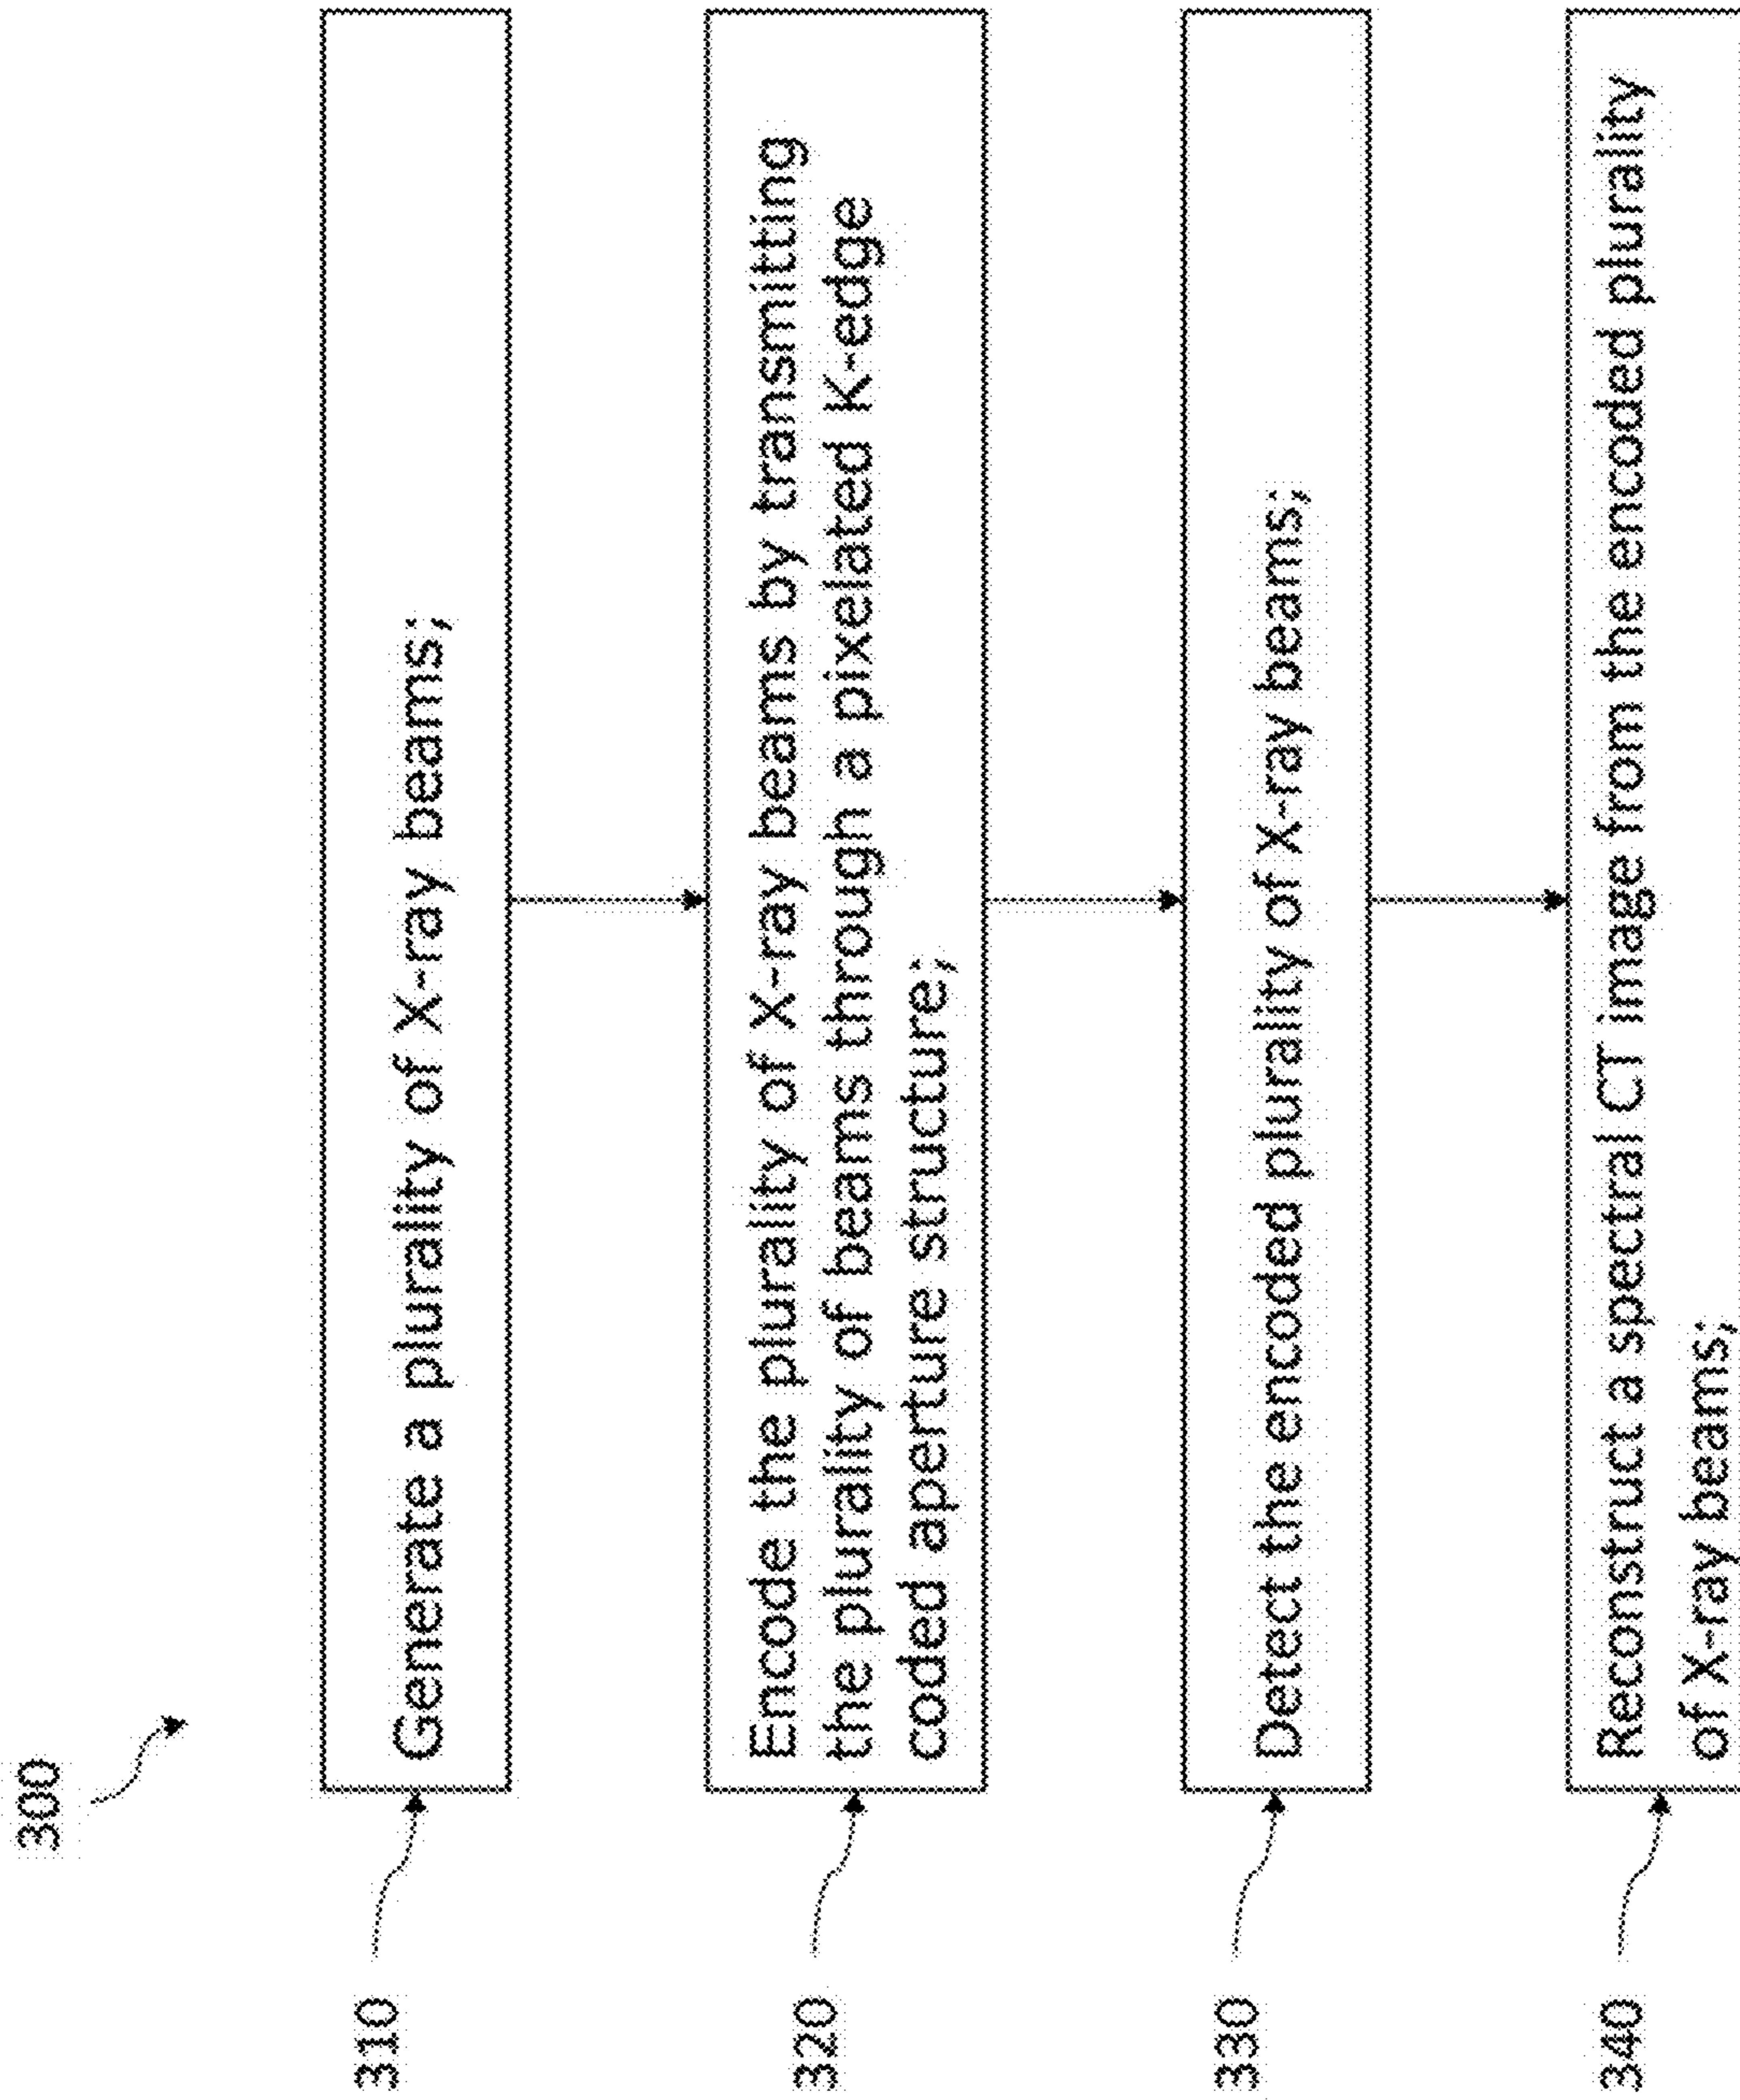 300
310
Generate a plurality of X-ray beams;
320
Encode the plurality of X-ray beams by transmitting
the plurality of beams through a pixelated K-edge
coded aperture structure;
330
Detect the encoded plurality of X-ray beams;
340
Reconstruct a spectral CT image from the encoded plurality
of X-ray beams;